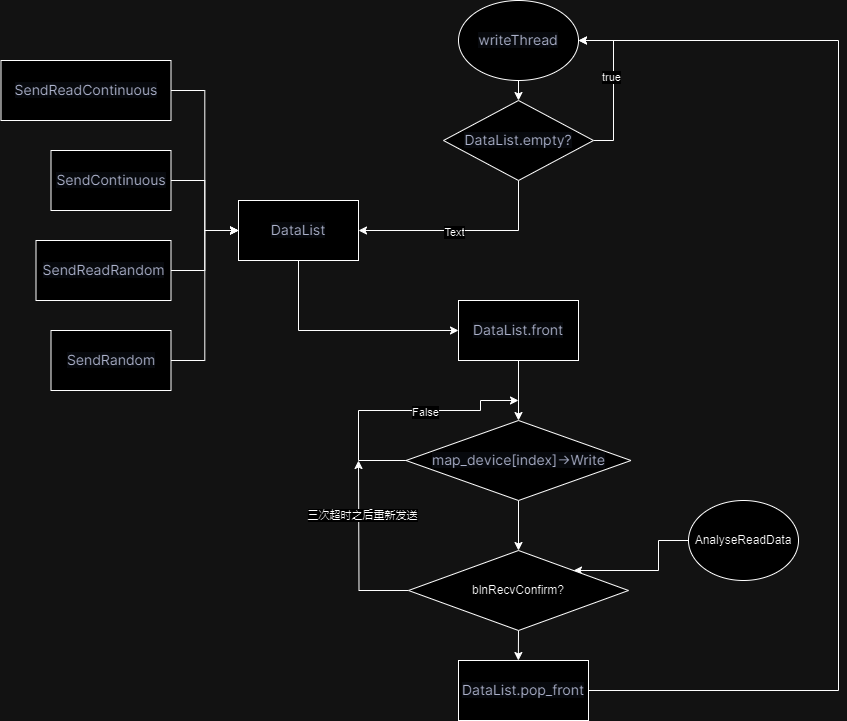 writeThread
true
SendReadContinuous
DataList.empty?
SendContinuous
DataList
Text
SendReadRandom
DataList.front
SendRandom
False
map_device[index]->Write
三次超时之后重新发送
AnalyseReadData
blnRecvConfirm?
DataList.pop_front